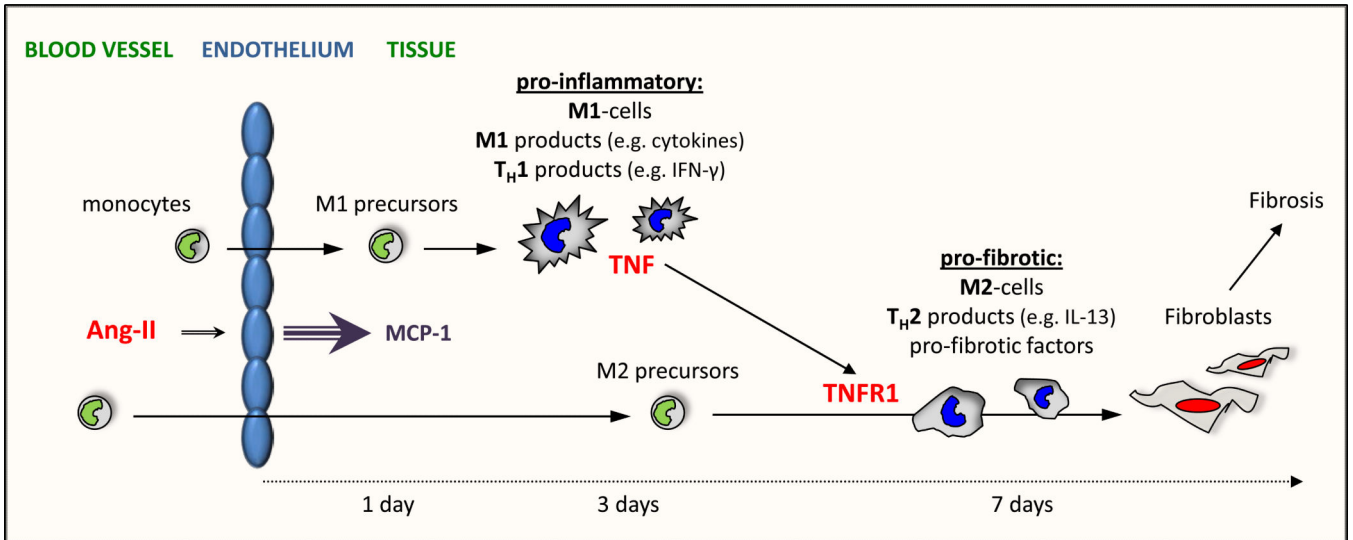 BLOOD VESSEL ENDOTHELIUM TISSUE
pro-inflammatory:
M1-cells
M1 products (e.g. cytokines)
TH1 products (e.g. IFN-γ)
monocytes
M1 precursors
TNF
Fibrosis
pro-fibrotic:
M2-cells
TH2 products (e.g. IL-13)
pro-fibrotic factors
Fibroblasts
Ang-II
MCP-1
M2 precursors
TNFR1
1 day
3 days
7 days